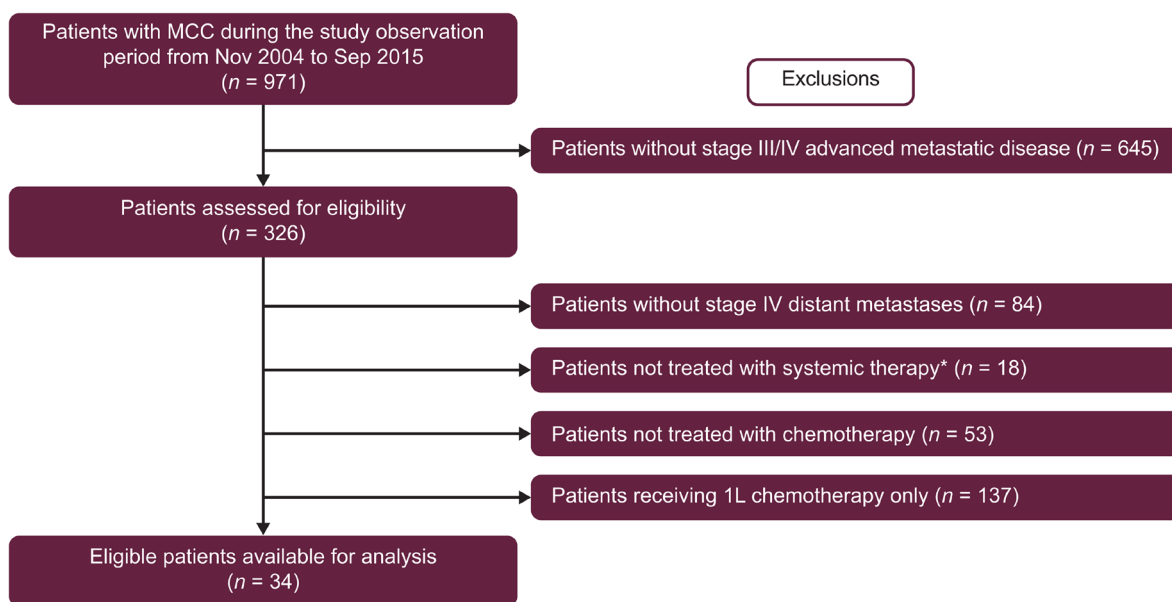 Patients with MCC during the study observation
period from Nov 2004 to Sep 2015
(n = 971)
Exclusions
Patients without stage III/IV advanced metastatic disease (n = 645)
Patients assessed for eligibility
(n = 326)
Patients without stage IV distant metastases (n = 84)
Patients not treated with systemic therapy* (n = 18)
Patients not treated with chemotherapy (n = 53)
Patients receiving 1L chemotherapy only (n = 137)
Eligible patients available for analysis
(n = 34)